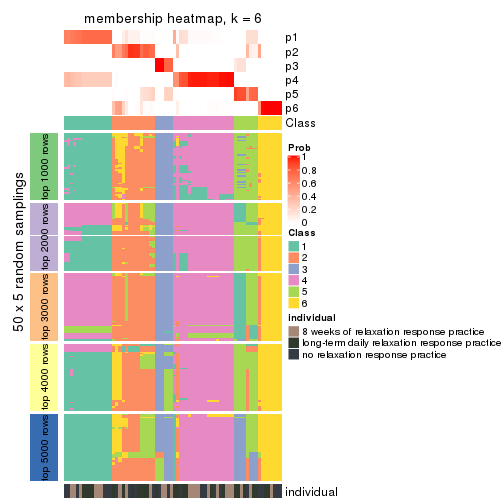 membership heatmap, k = 6
p1
p2
p3
p4
p5
p6
Class
Prob
1
0.8
0.6
0.4
0.2
0
Class
1
2
3
4
5
6
individual
8 weeks of relaxation response practice
long-term daily relaxation response practice
no relaxation response practice
50 x 5 random samplings
top 1000 rows
top 2000 rows
top 3000 rows
top 4000 rows
top 5000 rows
individual